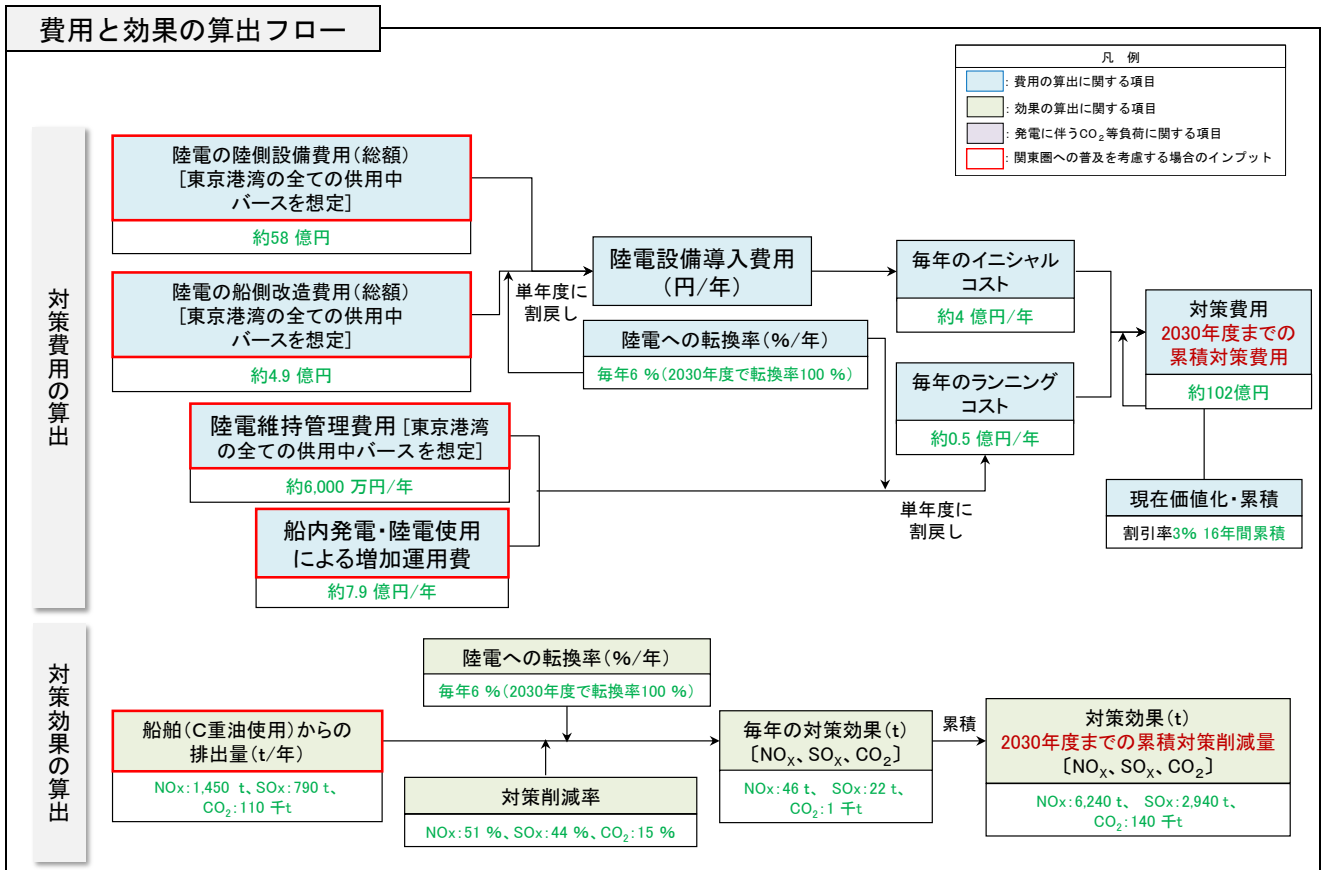 費用と効果の算出フロー
凡 例
: 費用の算出に関する項目
: 効果の算出に関する項目
: 発電に伴うCO₂等負荷に関する項目
: 関東圏への普及を考慮する場合のインプット
対策費用の算出
陸電の陸側設備費用(総額)
[東京港湾の全ての供用中
バースを想定]
約58 億円
陸電の船側改造費用(総額)
[東京港湾の全ての供用中
バースを想定]
約4.9 億円
単年度に
割戻し
陸電設備導入費用
(円/年)
陸電への転換率(%/年)
毎年6 %(2030年度で転換率100 %)
毎年のイニシャル
コスト
約4 億円/年
毎年のランニング
コスト
約0.5 億円/年
対策費用
2030年度までの
累積対策費用
約102億円
陸電維持管理費用 [東京港湾
の全ての供用中バースを想定]
約6,000 万円/年
船内発電・陸電使用
による増加運用費
約7.9 億円/年
単年度に
割戻し
現在価値化・累積
割引率3% 16年間累積
対策効果の算出
陸電への転換率(%/年)
毎年6 %(2030年度で転換率100 %)
船舶(C重油使用)からの
排出量(t/年)
NOx:1,450 t、SOx:790 t、
CO₂:110 千t
対策削減率
NOx:51 %、SOx:44 %、CO₂:15 %
毎年の対策効果(t)
〔NOX、SOX、CO₂〕
NOx:46 t、 SOx:22 t、
CO₂:1 千t
累積
対策効果(t)
2030年度までの累積対策削減量
〔NOX、SOX、CO₂〕
NOx:6,240 t、 SOx:2,940 t、
CO₂:140 千t